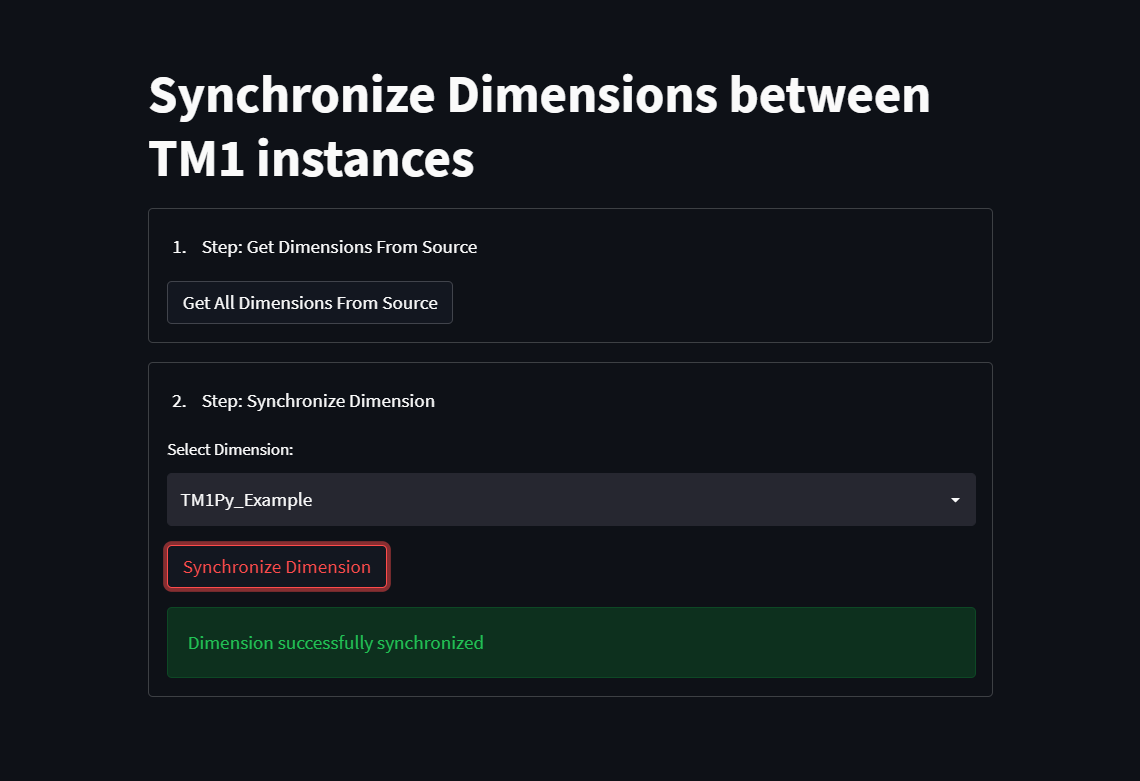 Synchronize Dimensions between
TM1 instances
1. Step: Get Dimensions From Source
Get All Dimensions From Source
2. Step: Synchronize Dimension
Select Dimension:
TM1Py_Example
Synchronize Dimension
Dimension successfully synchronized